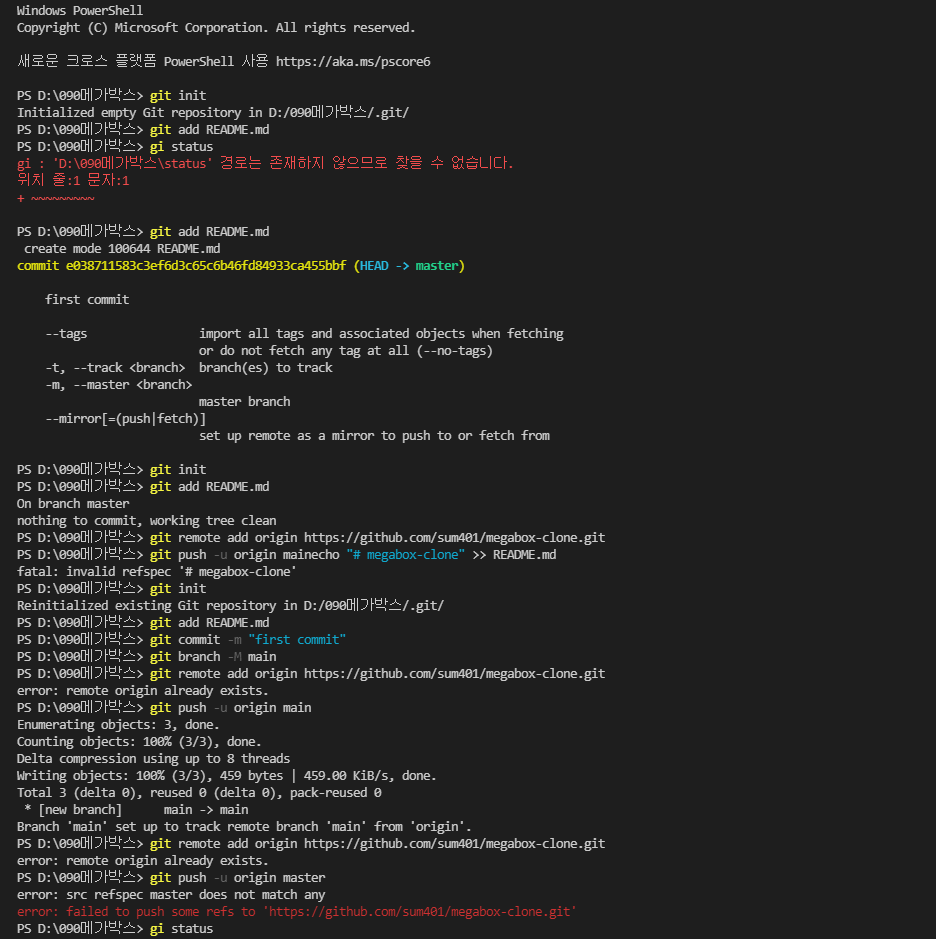 Windows PowerShell
Copyright (C) Microsoft Corporation. All rights reserved.
새로운 크로스 플랫폼 PowerShell 사용 https://aka.ms/pscore6
PS D:\090메가박스> git init
Initialized empty Git repository in D:/090메가박스/.git/
PS D:\090메가박스> git add README.md
PS D:\090메가박스> gi status
gi : 'D:\090메가박스\status' 경로는 존재하지 않으므로 찾을 수 없습니다.
위치 줄:1 문자:1
+ ~~~~~~~~~
PS D:\090메가박스> git add README.md
 create mode 100644 README.md
commit e038711583c3ef6d3c65c6b46fd84933ca455bbf (HEAD -> master)
    first commit
    --tags                import all tags and associated objects when fetching
                          or do not fetch any tag at all (--no-tags)
    -t, --track <branch>  branch(es) to track
    -m, --master <branch>
                          master branch
    --mirror[=(push|fetch)]
                          set up remote as a mirror to push to or fetch from
PS D:\090메가박스> git init
PS D:\090메가박스> git add README.md
On branch master
nothing to commit, working tree clean
PS D:\090메가박스> git remote add origin https://github.com/sum401/megabox-clone.git
PS D:\090메가박스> git push -u origin mainecho "# megabox-clone" >> README.md
fatal: invalid refspec '# megabox-clone'
PS D:\090메가박스> git init
Reinitialized existing Git repository in D:/090메가박스/.git/
PS D:\090메가박스> git add README.md
PS D:\090메가박스> git commit -m "first commit"
PS D:\090메가박스> git branch -M main
PS D:\090메가박스> git remote add origin https://github.com/sum401/megabox-clone.git
error: remote origin already exists.
PS D:\090메가박스> git push -u origin main
Enumerating objects: 3, done.
Counting objects: 100% (3/3), done.
Delta compression using up to 8 threads
Writing objects: 100% (3/3), 459 bytes | 459.00 KiB/s, done.
Total 3 (delta 0), reused 0 (delta 0), pack-reused 0
 * [new branch]      main -> main
Branch 'main' set up to track remote branch 'main' from 'origin'.
PS D:\090메가박스> git remote add origin https://github.com/sum401/megabox-clone.git
error: remote origin already exists.
PS D:\090메가박스> git push -u origin master
error: src refspec master does not match any
error: failed to push some refs to 'https://github.com/sum401/megabox-clone.git'
PS D:\090메가박스> gi status